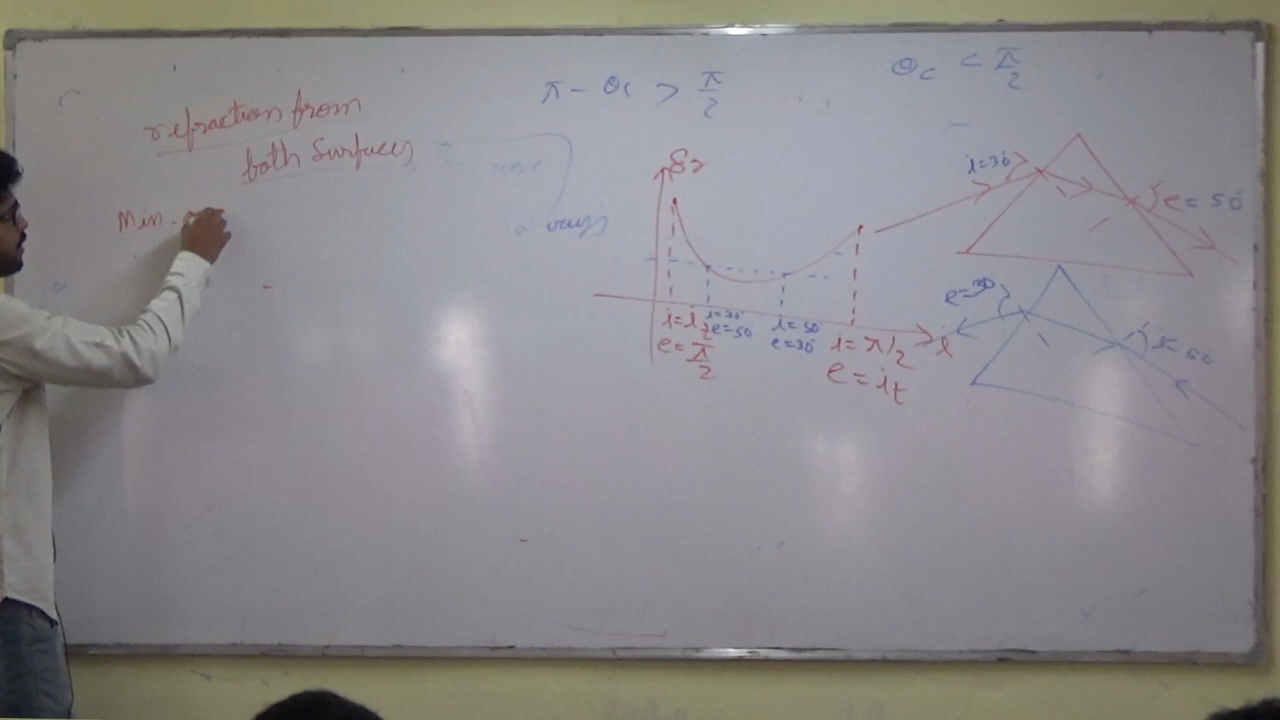 refraction from
both Surfaces
Min.
π - θc > π/2
θc < π/2
rays
i = it
e = π/2
i=30
e=50
i=50
e=30
i = π/2
e = it
i
i=30
e = 50
e=30
i=50